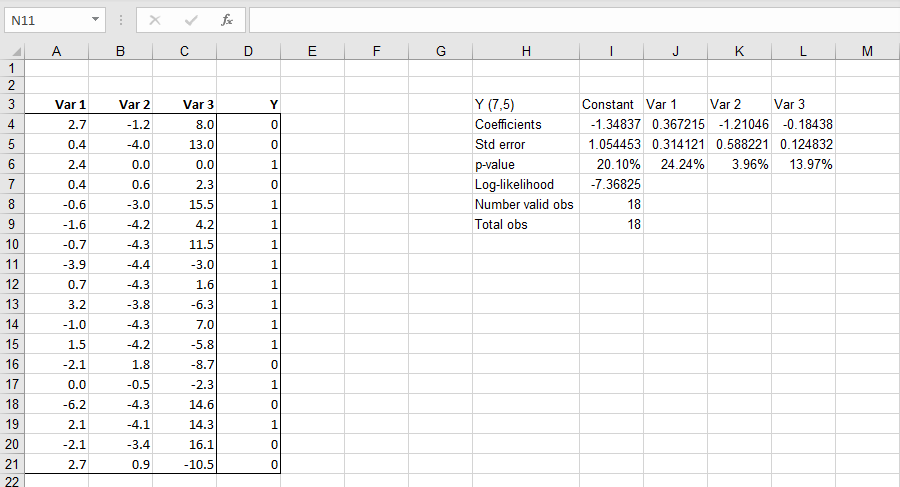 N11 fx
A B C D E F G H I J K L M
1
2
3 Var 1 Var 2 Var 3 Y Y (7,5) Constant Var 1 Var 2 Var 3
4 2.7 -1.2 8.0 0 Coefficients -1.34837 0.367215 -1.21046 -0.18438
5 0.4 -4.0 13.0 0 Std error 1.054453 0.314121 0.588221 0.124832
6 2.4 0.0 0.0 1 p-value 20.10% 24.24% 3.96% 13.97%
7 0.4 0.6 2.3 0 Log-likelihood -7.36825
8 -0.6 -3.0 15.5 1 Number valid obs 18
9 -1.6 -4.2 4.2 1 Total obs 18
10 -0.7 -4.3 11.5 1
11 -3.9 -4.4 -3.0 1
12 0.7 -4.3 1.6 1
13 3.2 -3.8 -6.3 1
14 -1.0 -4.3 7.0 1
15 1.5 -4.2 -5.8 1
16 -2.1 1.8 -8.7 0
17 0.0 -0.5 -2.3 1
18 -6.2 -4.3 14.6 0
19 2.1 -4.1 14.3 1
20 -2.1 -3.4 16.1 0
21 2.7 0.9 -10.5 0
22